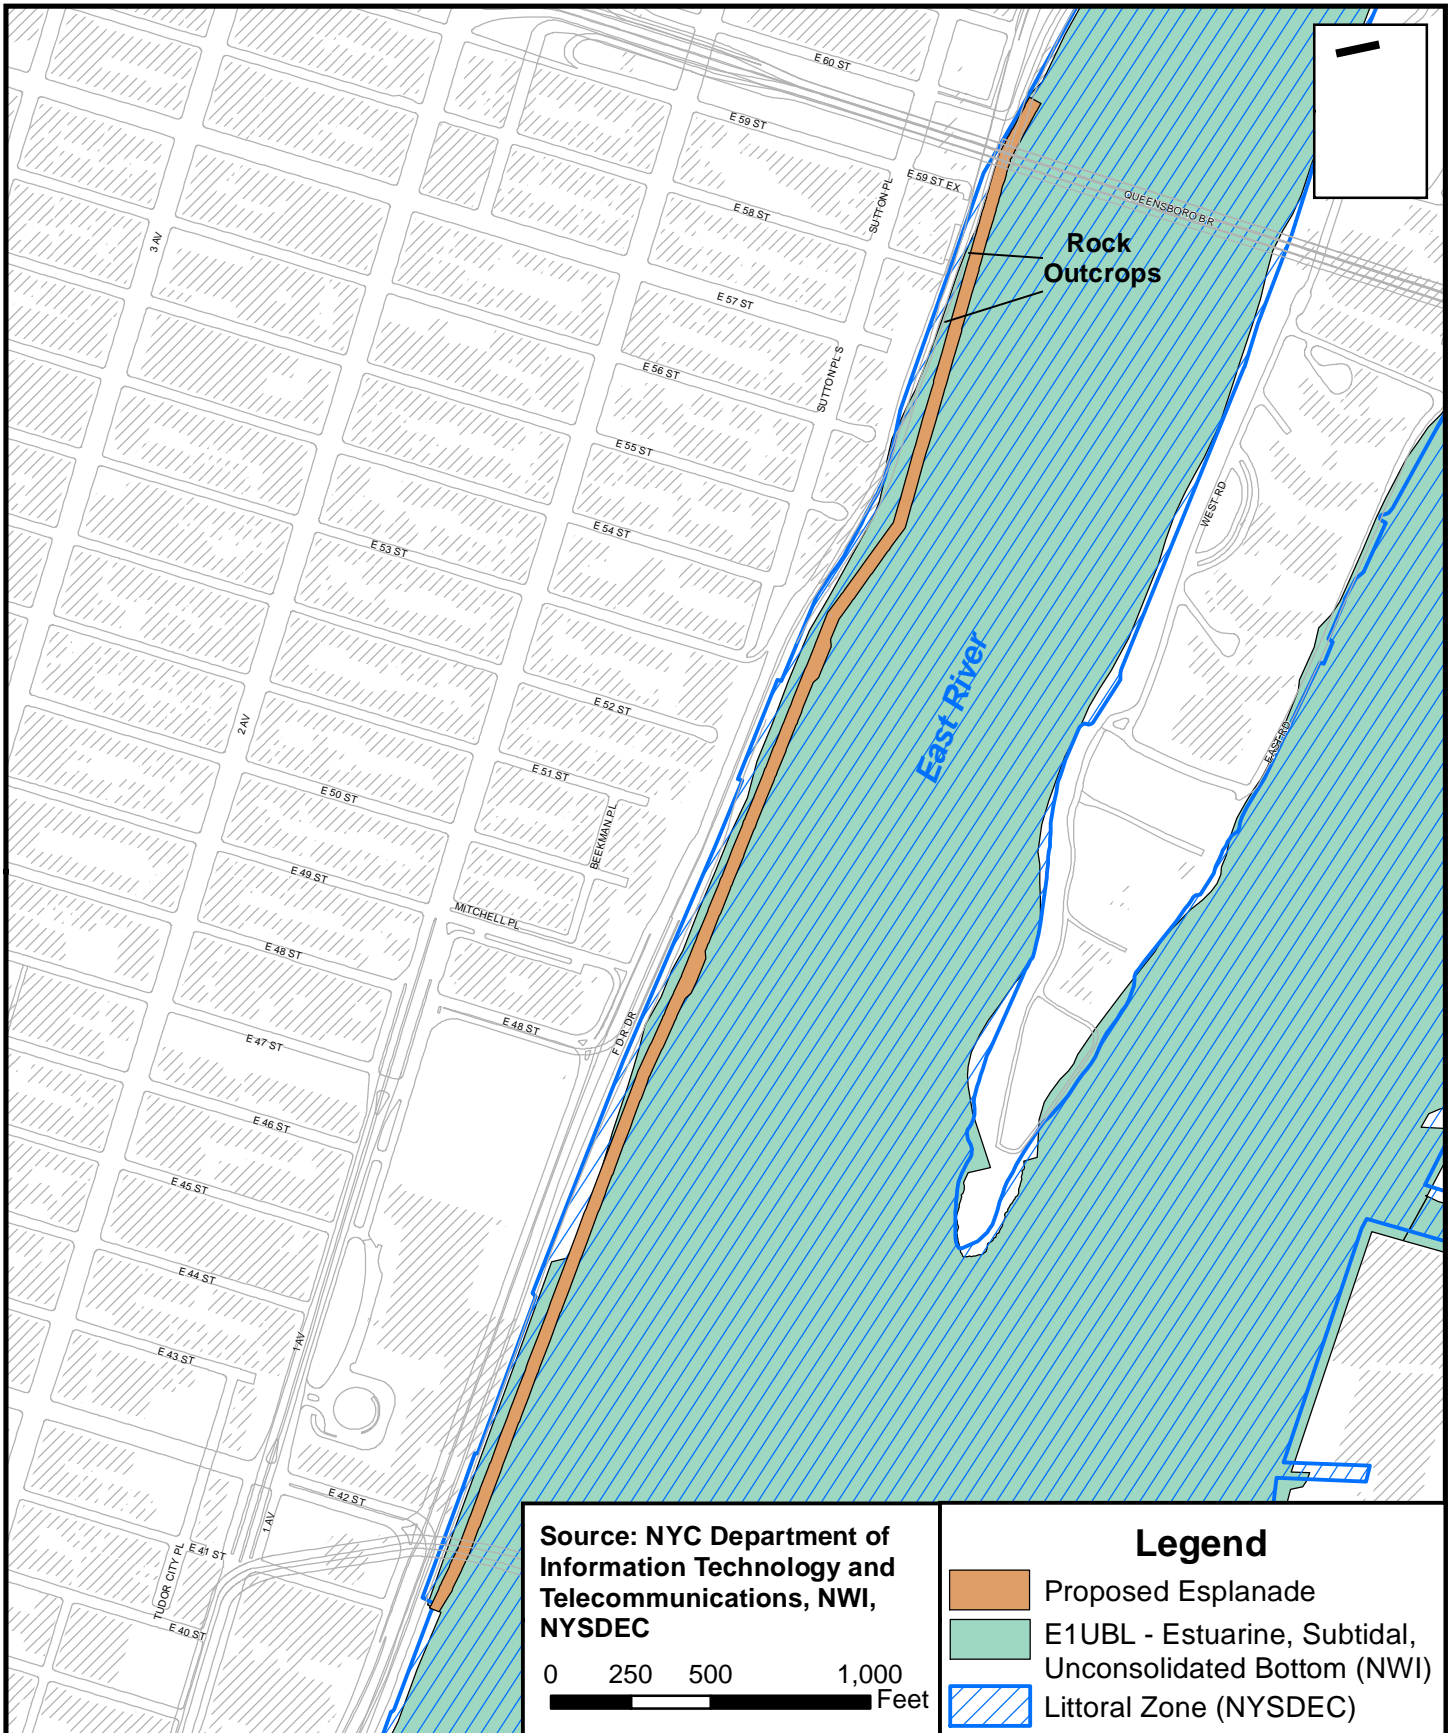 E 60 ST
E 59 ST
E 59 ST EX
SUTTON PL
QUEENSBORO BR
E 58 ST
3 AV
Rock
Outcrops
E 57 ST
E 56 ST
SUTTON PL S
E 55 ST
WEST RD
E 54 ST
E 53 ST
East River
E 52 ST
2 AV
EAST RD
E 51 ST
E 50 ST
BEEKMAN PL
E 49 ST
MITCHELL PL
E 48 ST
E 48 ST
F D R DR
E 47 ST
E 46 ST
E 45 ST
E 44 ST
1 AV
E 43 ST
E 42 ST
1 AV
E 41 ST
TUDOR CITY PL
E 40 ST
Source: NYC Department of
Information Technology and
Telecommunications, NWI,
NYSDEC
0 250 500 1,000
Feet
Legend
Proposed Esplanade
E1UBL - Estuarine, Subtidal,
Unconsolidated Bottom (NWI)
Littoral Zone (NYSDEC)